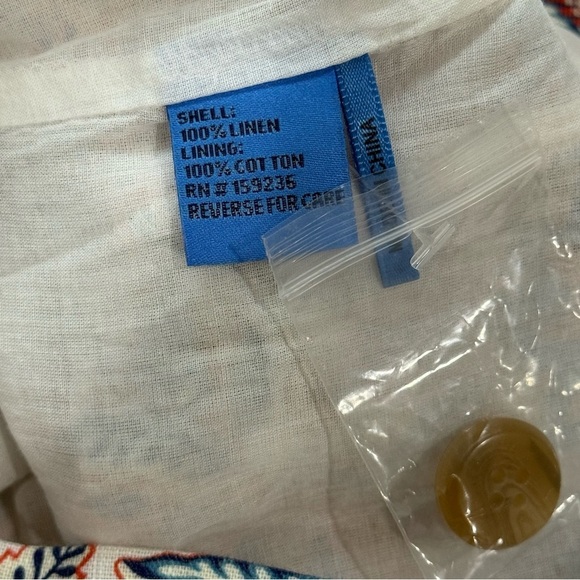 SHELL:
100% LINEN
LINING:
100% COTTON
RN # 159236
REVERSE FOR CARE
CHINA